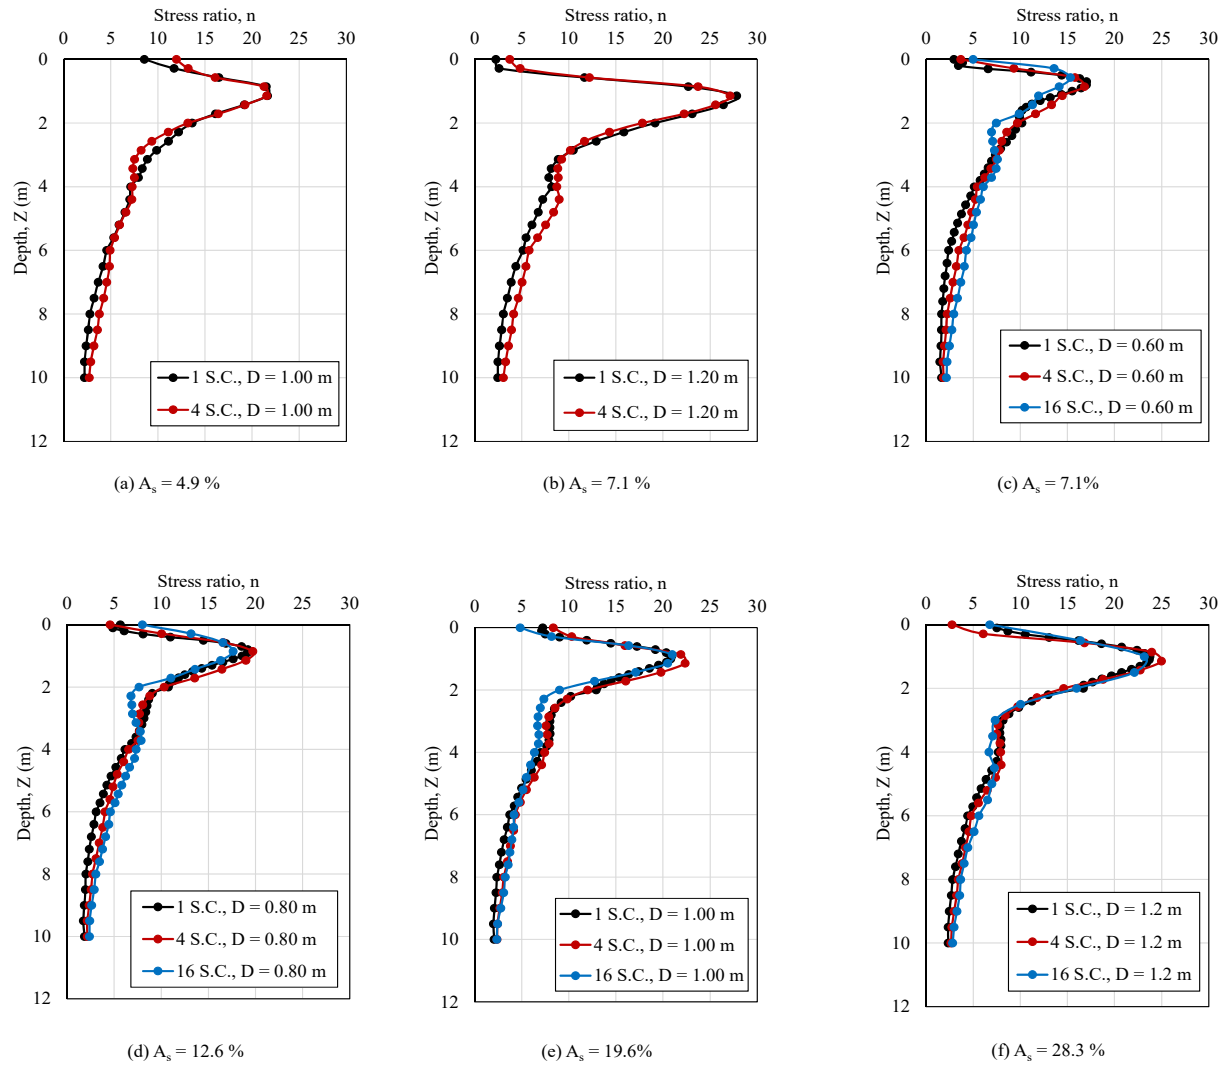 Stress ratio, n
0 5 10 15 20 25 30
0
2
4
6
8
10
12
Depth, Z (m)
1 S.C., D = 1.00 m
4 S.C., D = 1.00 m
(a) As = 4.9 %
Stress ratio, n
0 5 10 15 20 25 30
0
2
4
6
8
10
12
Depth, Z (m)
1 S.C., D = 1.20 m
4 S.C., D = 1.20 m
(b) As = 7.1 %
Stress ratio, n
0 5 10 15 20 25 30
0
2
4
6
8
10
12
Depth, Z (m)
1 S.C., D = 0.60 m
4 S.C., D = 0.60 m
16 S.C., D = 0.60 m
(c) As = 7.1%
Stress ratio, n
0 5 10 15 20 25 30
0
2
4
6
8
10
12
Depth, Z (m)
1 S.C., D = 0.80 m
4 S.C., D = 0.80 m
16 S.C., D = 0.80 m
(d) As = 12.6 %
Stress ratio, n
0 5 10 15 20 25 30
0
2
4
6
8
10
12
Depth, Z (m)
1 S.C., D = 1.00 m
4 S.C., D = 1.00 m
16 S.C., D = 1.00 m
(e) As = 19.6%
Stress ratio, n
0 5 10 15 20 25 30
0
2
4
6
8
10
12
Depth, Z (m)
1 S.C., D = 1.2 m
4 S.C., D = 1.2 m
16 S.C., D = 1.2 m
(f) As = 28.3 %